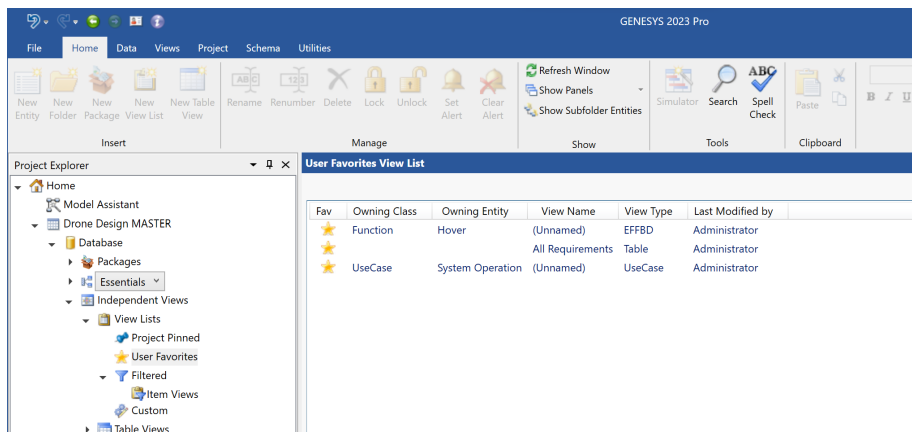 GENESYS 2023 Pro
File Home Data Views Project Schema Utilities
New Entity
New Folder
New Package
New View List
New Table View
Insert
ABC
Rename
123
Renumber
Delete
Lock
Unlock
Set Alert
Clear Alert
Manage
Refresh Window
Show Panels
Show Subfolder Entities
Show
Simulator
Search
ABC
Spell Check
Tools
Paste
Clipboard
B I U
Project Explorer
Home
Model Assistant
Drone Design MASTER
Database
Packages
Essentials
Independent Views
View Lists
Project Pinned
User Favorites
Filtered
Item Views
Custom
Table Views
User Favorites View List
Fav Owning Class Owning Entity View Name View Type Last Modified by
Function Hover (Unnamed) EFFBD Administrator
All Requirements Table Administrator
UseCase System Operation (Unnamed) UseCase Administrator